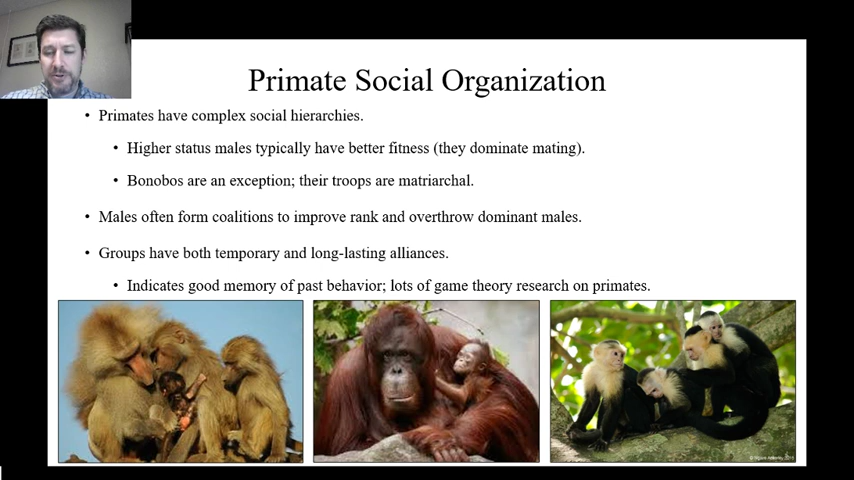 Primate Social Organization
• Primates have complex social hierarchies.
• Higher status males typically have better fitness (they dominate mating).
• Bonobos are an exception; their troops are matriarchal.
• Males often form coalitions to improve rank and overthrow dominant males.
• Groups have both temporary and long-lasting alliances.
• Indicates good memory of past behavior; lots of game theory research on primates.